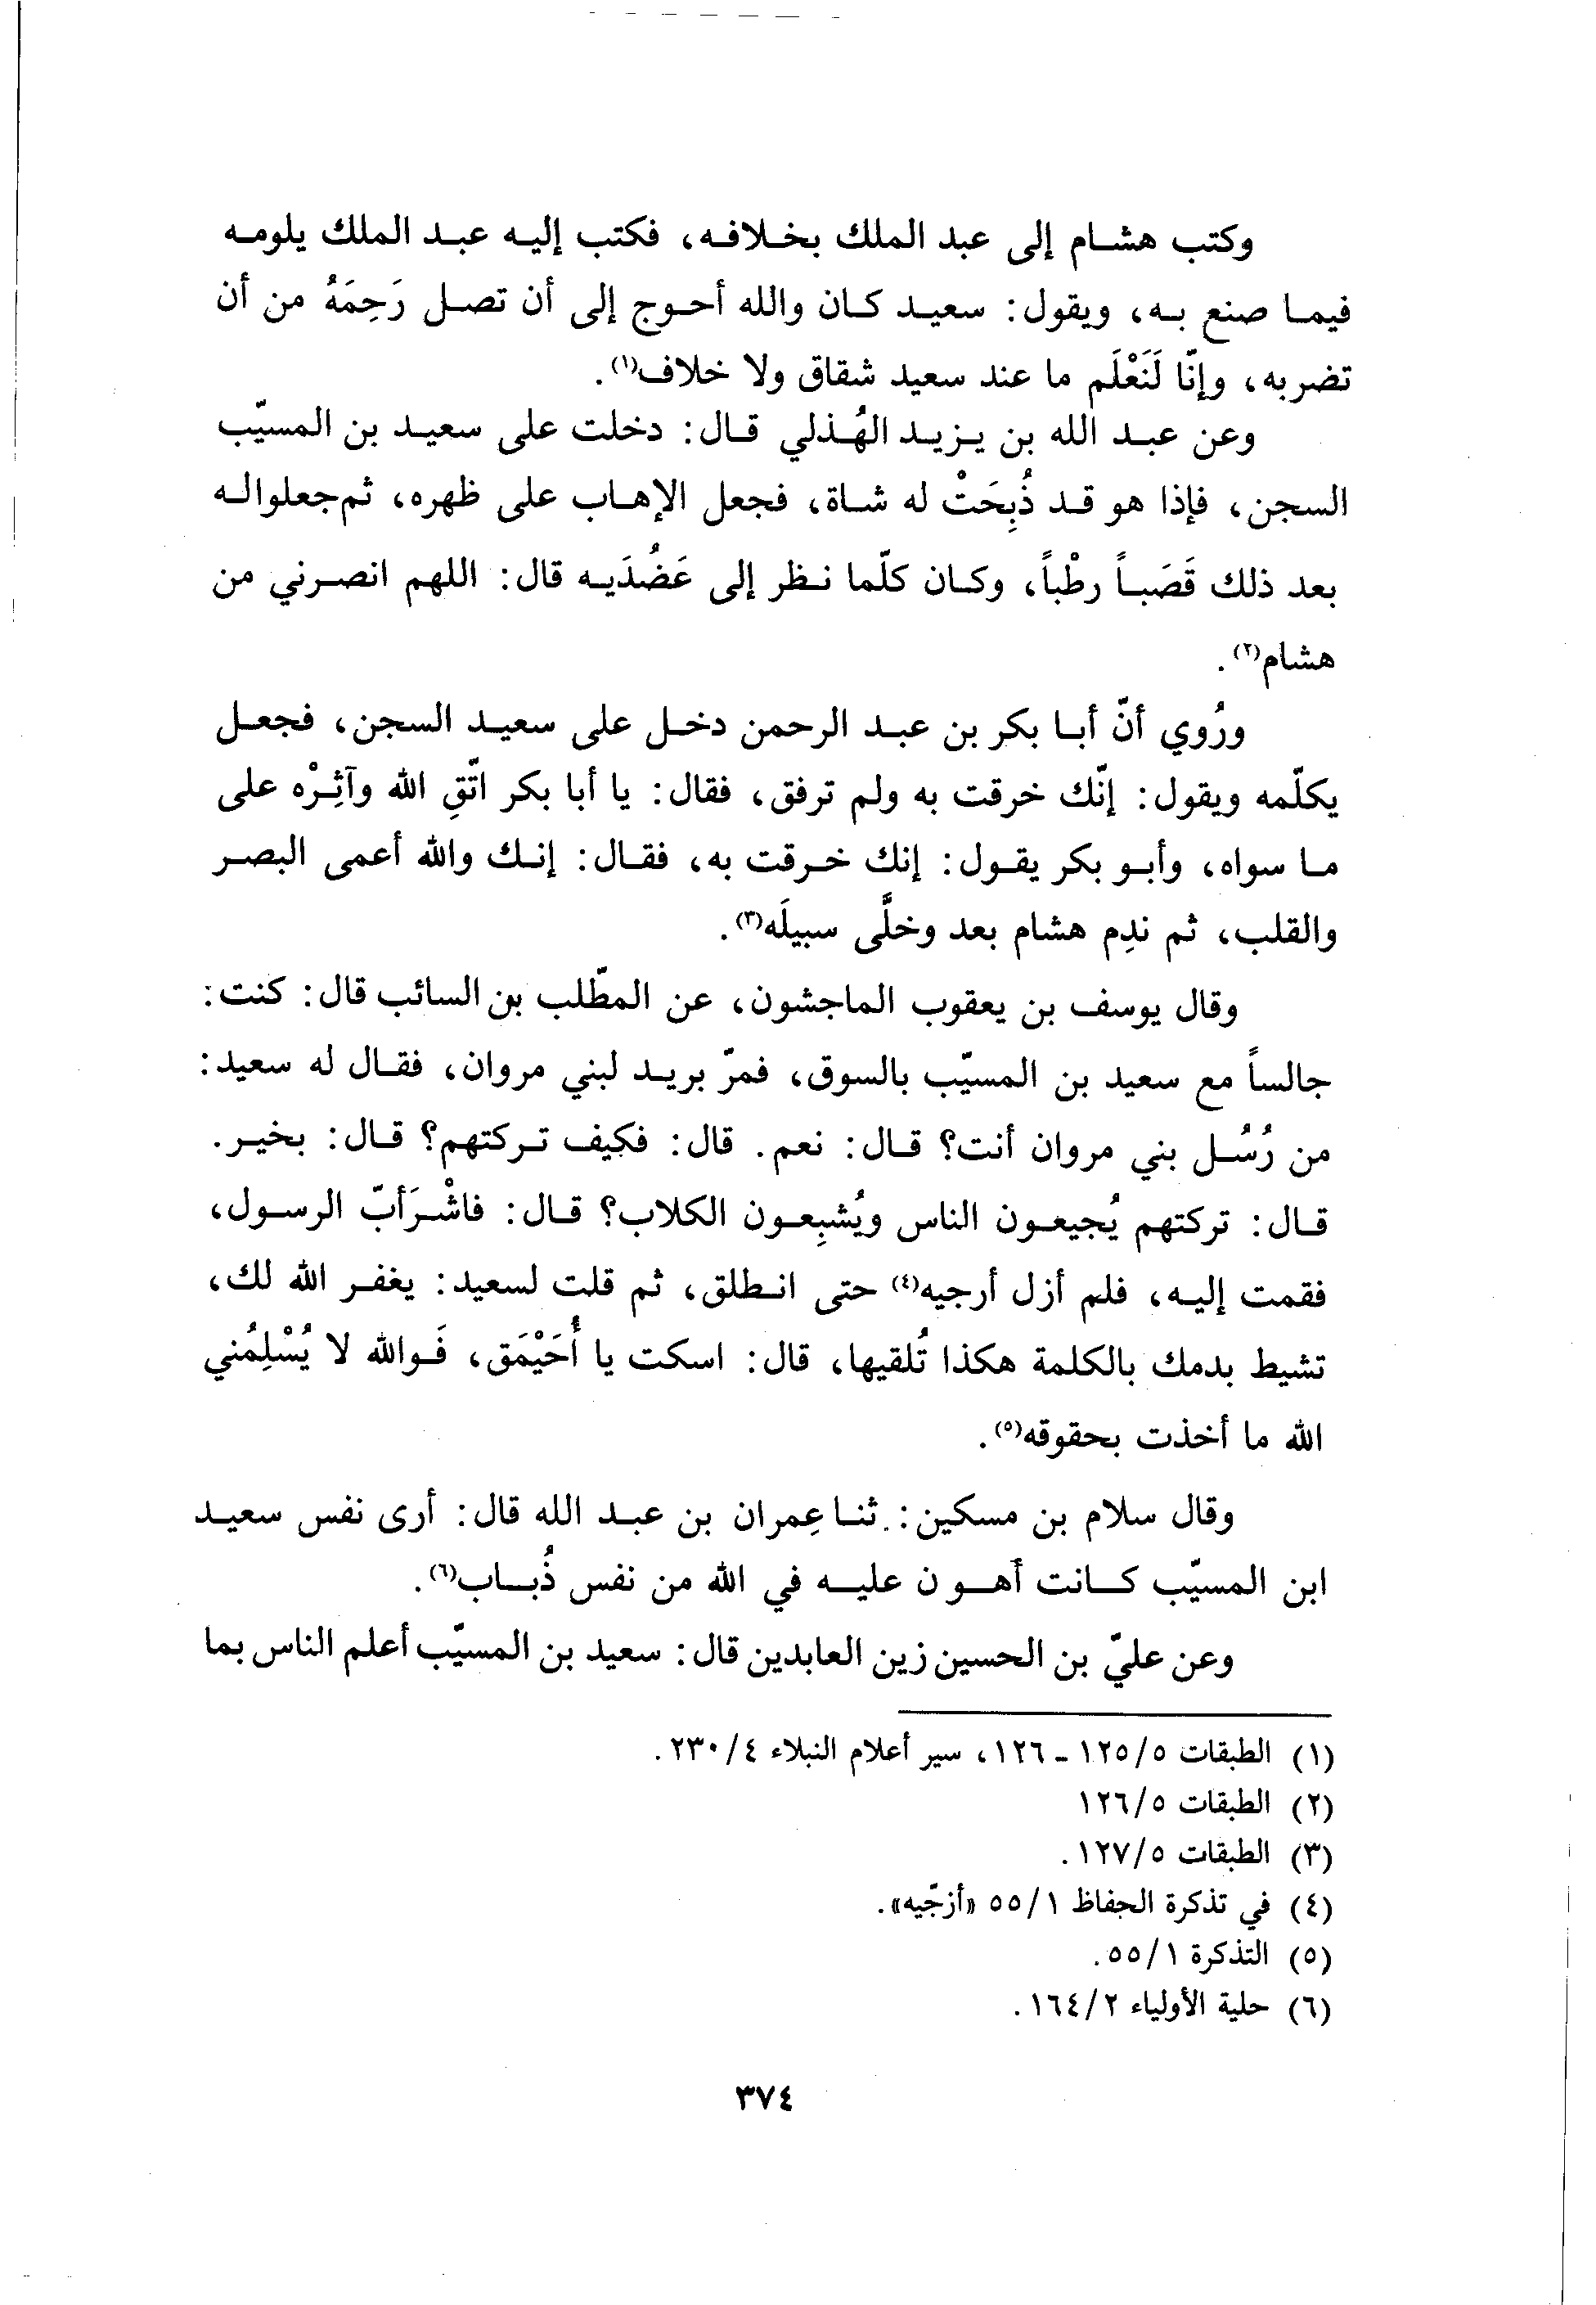 وكتب هشام إلى عبد الملك بخلافه، فكتب إليه عبد الملك يلومه
فيما صنع به، ويقول: سعيد كان والله أحوج إلى أن تصل رَحِمَهُ من أن
تضربه، وإنّا لَنَعْلَم ما عند سعيد شقاق ولا خلاف(١).
وعن عبد الله بن يزيد الهُذلي قال: دخلت على سعيد بن المسيّب
السجن، فإذا هو قد ذُبِحَتْ له شاة، فجعل الإهاب على ظهره، ثم جعلوا له
بعد ذلك قَصَباً رطْباً، وكان كلّما نظر إلى عَضُدَيه قال: اللهم انصرني من
هشام(٢).
ورُوي أنّ أبا بكر بن عبد الرحمن دخل على سعيد السجن، فجعل
يكلّمه ويقول: إنّك خرقت به ولم ترفق، فقال: يا أبا بكر اتّقِ الله وآثِرْه على
ما سواه، وأبو بكر يقول: إنك خرقت به، فقال: إنك والله أعمى البصر
والقلب، ثم ندِم هشام بعد وخلَّى سبيلَه(٣).
وقال يوسف بن يعقوب الماجشون، عن المطّلب بن السائب قال: كنت:
جالساً مع سعيد بن المسيّب بالسوق، فمرّ بريد لبني مروان، فقال له سعيد:
من رُسُل بني مروان أنت؟ قال: نعم. قال: فكيف تركتهم؟ قال: بخير.
قال: تركتهم يُجيعون الناس ويُشبِعون الكلاب؟ قال: فاشْرَأبّ الرسول،
فقمت إليه، فلم أزل أرجيه(٤) حتى انطلق، ثم قلت لسعيد: يغفر الله لك،
تشيط بدمك بالكلمة هكذا تُلقيها، قال: اسكت يا أُحَيْمَق، فَوالله لا يُسْلِمُني
الله ما أخذت بحقوقه(٥).
وقال سلام بن مسكين: ثنا عِمران بن عبد الله قال: أرى نفس سعيد
ابن المسيّب كانت أهون عليه في الله من نفس ذُباب(٦).
وعن عليّ بن الحسين زين العابدين قال: سعيد بن المسيّب أعلم الناس بما
(١) الطبقات ١٢٥/٥ - ١٢٦، سير أعلام النبلاء ٢٣٠/٤.
(٢) الطبقات ١٢٦/٥
(٣) الطبقات ١٢٧/٥.
(٤) في تذكرة الحفاظ ٥٥/١ «أزجّيه».
(٥) التذكرة ٥٥/١.
(٦) حلية الأولياء ١٦٤/٢.
٣٧٤